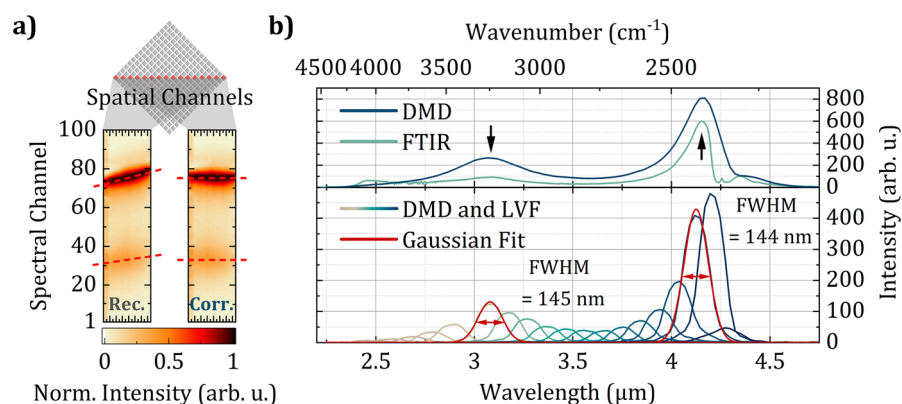 a)
Spatial Channels
Spectral Channel
100
80
60
40
20
1
Rec.
Corr.
0 0.5 1
Norm. Intensity (arb. u.)
b)
Wavenumber (cm⁻¹)
4500 4000 3500 3000 2500
DMD
FTIR
800
600
400
200
0
DMD and LVF
Gaussian Fit
FWHM
= 145 nm
FWHM
= 144 nm
400
300
200
100
0
Intensity (arb. u.)
2.5 3 3.5 4 4.5
Wavelength (μm)